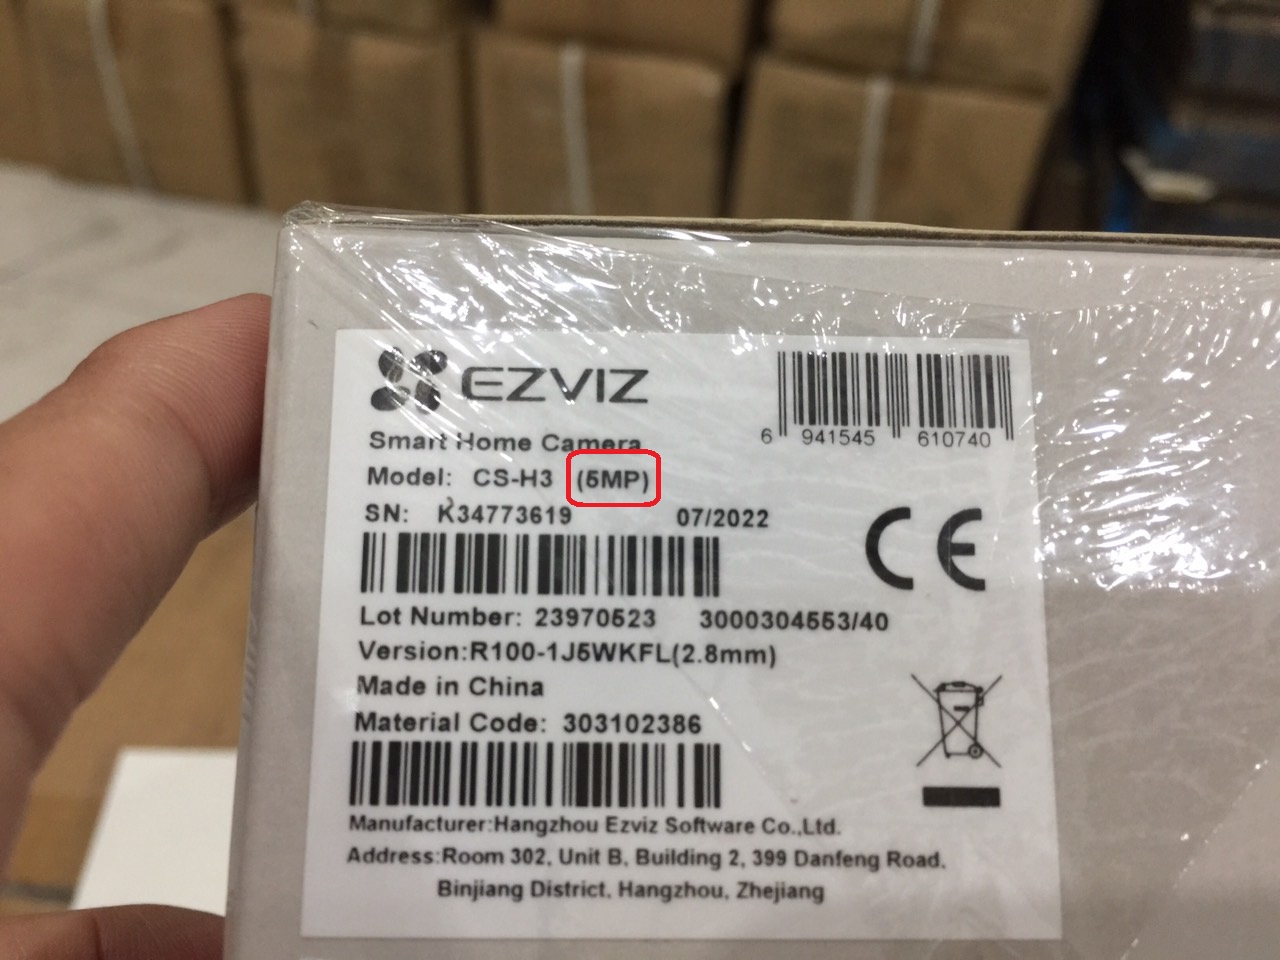 EZVIZ
6 941545 610740
Smart Home Camera
Model: CS-H3 (5MP)
SN: K34773619 07/2022
CE
Lot Number: 23970523 3000304553/40
Version:R100-1J5WKFL(2.8mm)
Made in China
Material Code: 303102386
Manufacturer:Hangzhou Ezviz Software Co.,Ltd.
Address:Room 302, Unit B, Building 2, 399 Danfeng Road,
Binjiang District, Hangzhou, Zhejiang